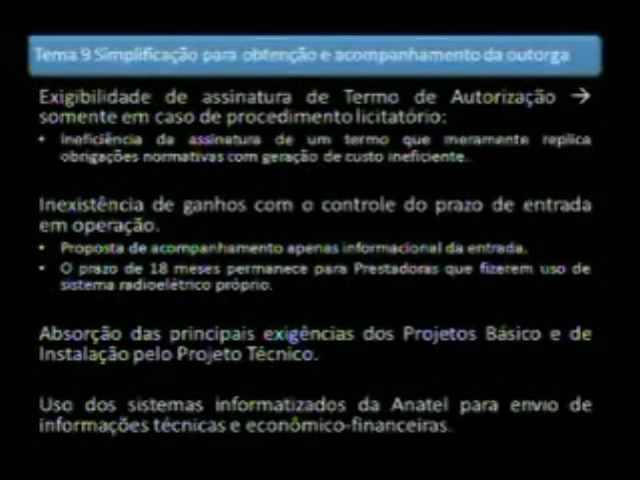 Tema 9 Simplificação para obtenção e acompanhamento da outorga
Exigibilidade de assinatura de Termo de Autorização →
somente em caso de procedimento licitatório:
• Ineficiência da assinatura de um termo que meramente replica
obrigações normativas com geração de custo ineficiente.
Inexistência de ganhos com o controle do prazo de entrada
em operação.
• Proposta de acompanhamento apenas informacional da entrada.
• O prazo de 18 meses permanece para Prestadoras que fizerem uso de
sistema radioelétrico próprio.
Absorção das principais exigências dos Projetos Básico e de
Instalação pelo Projeto Técnico.
Uso dos sistemas informatizados da Anatel para envio de
informações técnicas e econômico-financeiras.